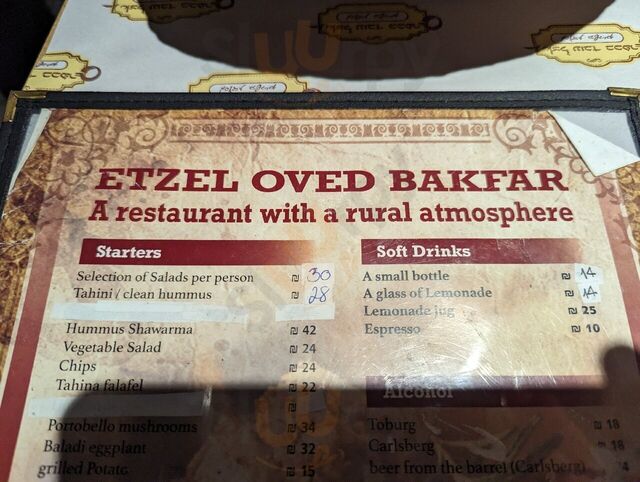 ETZEL OVED BAKFAR
A restaurant with a rural atmosphere
Starters
Selection of Salads per person ₪ 30
Tahini / clean hummus ₪ 28
Hummus Shawarma ₪ 42
Vegetable Salad ₪ 24
Chips ₪ 24
Tahina falafel ₪ 22
₪
Portobello mushrooms ₪ 34
Baladi eggplant ₪ 32
grilled Potato ₪ 15
Soft Drinks
A small bottle ₪ 14
A glass of Lemonade ₪ 14
Lemonade jug ₪ 25
Espresso ₪ 10
Alcohol
Toburg ₪ 18
Carlsberg ₪ 18
beer from the barrel (Carlsberg)